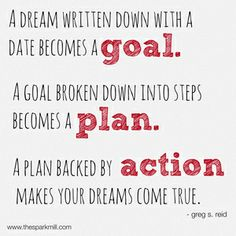 A DREAM WRITTEN DOWN WITH A
DATE BECOMES A goal.
A GOAL BROKEN DOWN INTO STEPS
BECOMES A plan.
A PLAN BACKED BY action
MAKES YOUR DREAMS COME TRUE.
- greg s. reid
www.thesparkmill.com